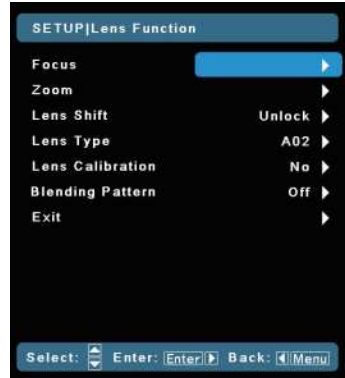 SETUP|Lens Function
Focus
Zoom
Lens Shift Unlock
Lens Type A02
Lens Calibration No
Blending Pattern Off
Exit
Select: Enter: Enter Back: Menu